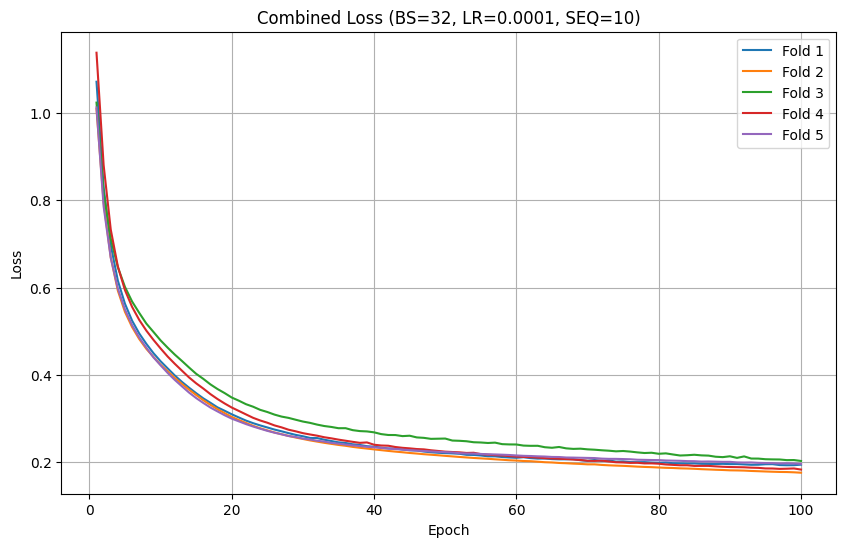 Combined Loss (BS=32, LR=0.0001, SEQ=10)
Fold 1
Fold 2
Fold 3
Fold 4
Fold 5
Loss
1.0
0.8
0.6
0.4
0.2
0 20 40 60 80 100
Epoch